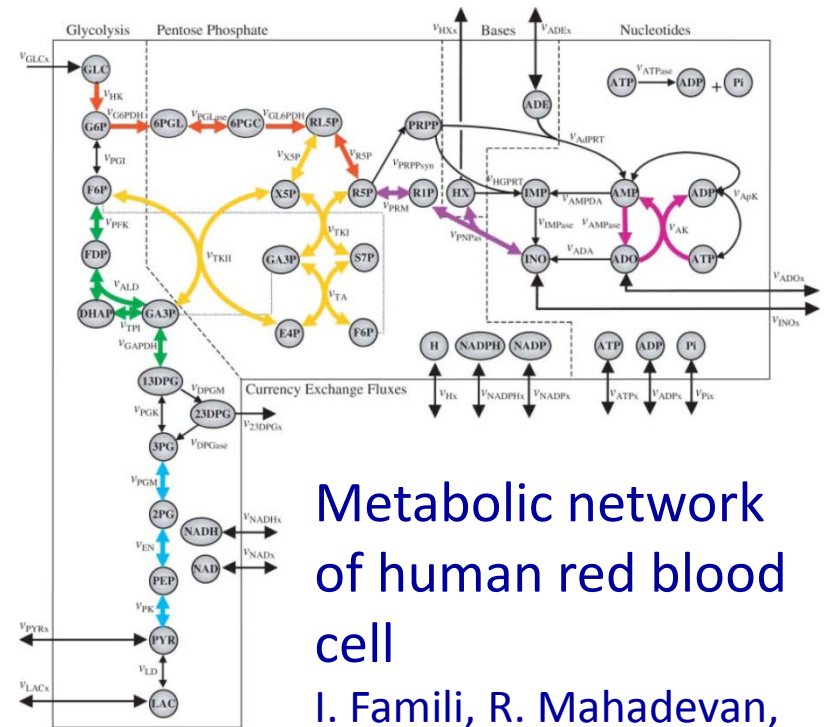 Glycolysis Pentose Phosphate Bases Nucleotides
vHXx vADEx
vGLCx
GLC
ATP vATPase ADP + Pi
vHK
ADE
vG6PDH vPGLase vGL6PDH
G6P 6PGL 6PGC RL5P PRPP
vAdPRT
vPGI vX5P vR5P vPRPPsyn
vHGPRT
F6P X5P R5P R1P HX IMP AMP ADP
vPRM vAMPDA vApK
vPFK vTKI vIMPase vAMPase vAK
vPNPas
FDP vTKII GA3P S7P INO vADA ADO ATP
vALD vADOx
vTA
DHAP GA3P vINOx
vTPI
E4P F6P
vGAPDH H NADPH NADP ATP ADP Pi
13DPG vDPGM Currency Exchange Fluxes
vHx vNADPHx vNADPx vATPx vADPx vPix
vPGK 23DPG
v23DPGx
vDPGase
3PG
vPGM
2PG
NADH vNADHx
vEN
NAD vNADx
PEP
vPK
vPYRx
PYR
vLD
vLACx
LAC
Metabolic network
of human red blood
cell
I. Famili, R. Mahadevan,